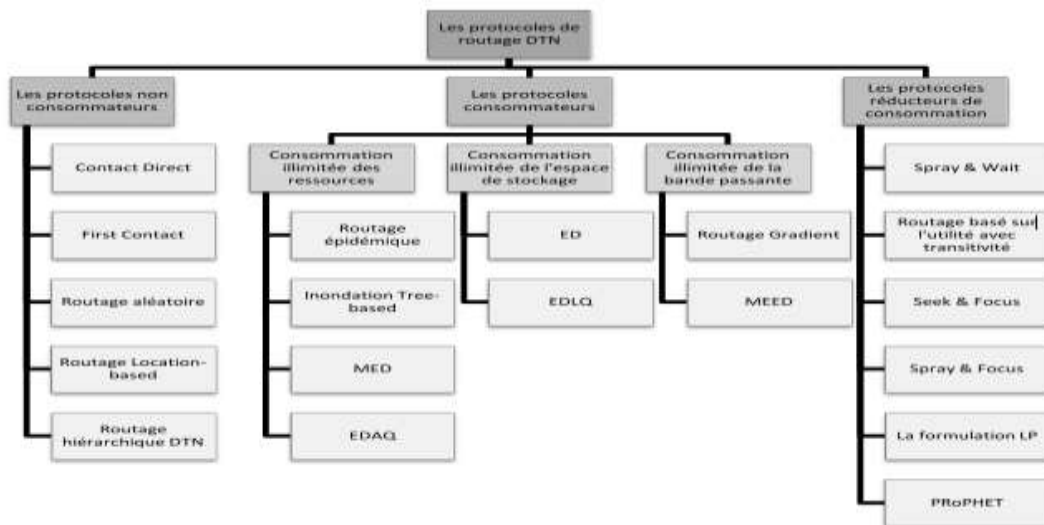 Les protocoles de
routage DTN
Les protocoles non
consommateurs
Contact Direct
First Contact
Routage aléatoire
Routage Location-
based
Routage
hiérarchique DTN
Les protocoles
consommateurs
Consommation
illimitée des
ressources
Routage
épidémique
Inondation Tree-
based
MED
EDAQ
Consommation
illimitée de l'espace
de stockage
ED
EDLQ
Consommation
illimitée de la
bande passante
Routage Gradient
MEED
Les protocoles
réducteurs de
consommation
Spray & Wait
Routage basé sur
l'utilité avec
transitivité
Seek & Focus
Spray & Focus
La formulation LP
PRoPHET